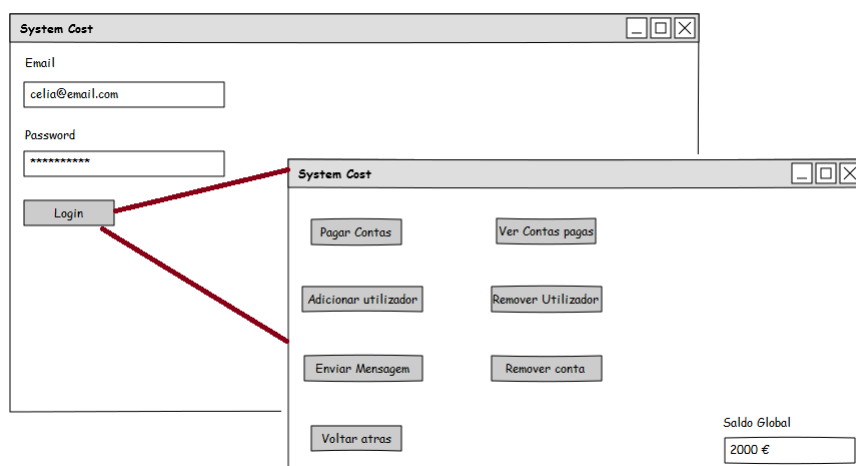 System Cost
Email
celia@email.com
Password
**********
Login
System Cost
Pagar Contas
Ver Contas pagas
Adicionar utilizador
Remover Utilizador
Enviar Mensagem
Remover conta
Voltar atras
Saldo Global
2000 €